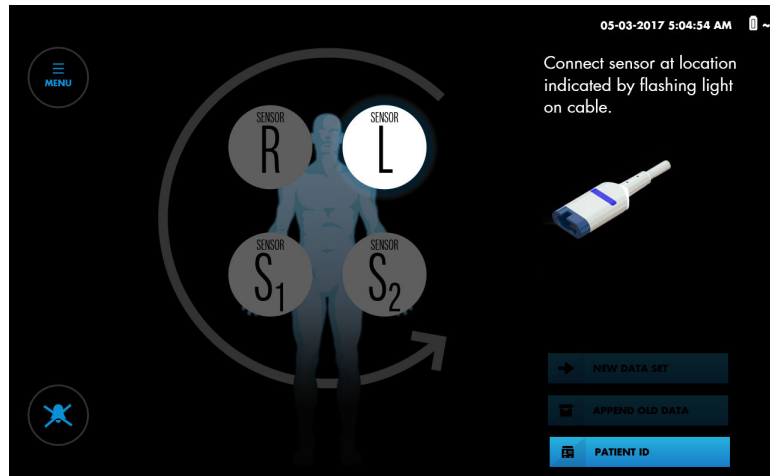 05-03-2017 5:04:54 AM
MENU
Connect sensor at location
indicated by flashing light
on cable.
SENSOR
R
SENSOR
L
SENSOR
S1
SENSOR
S2
NEW DATA SET
APPEND OLD DATA
PATIENT ID